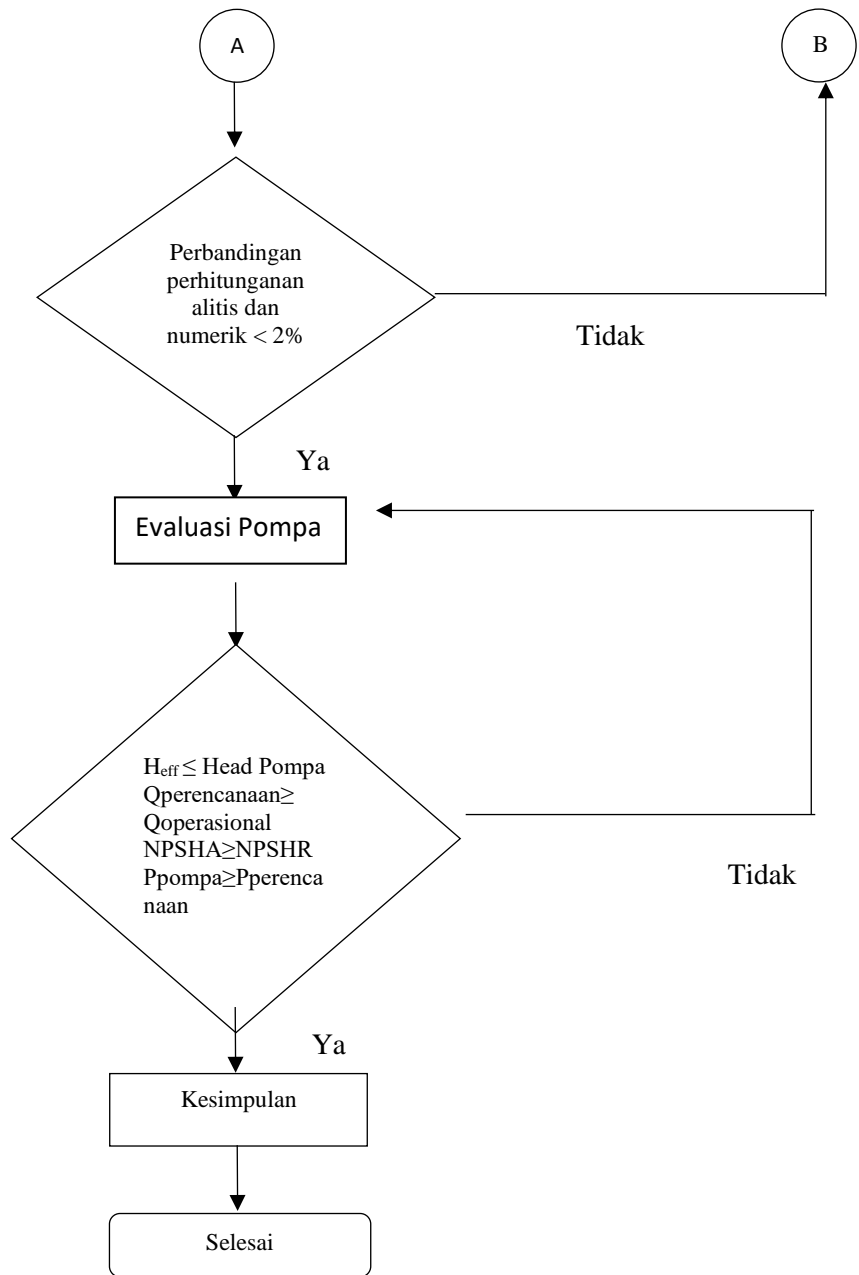 A
B
Perbandingan
perhitunganan
alitis dan
numerik < 2%
Tidak
Ya
Evaluasi Pompa
Heff ≤ Head Pompa
Qperencanaan≥
Qoperasional
NPSHA≥NPSHR
Ppompa≥Pperenca
naan
Tidak
Ya
Kesimpulan
Selesai